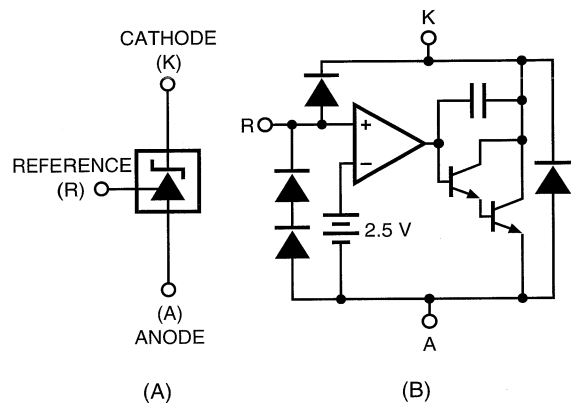 CATHODE
(K)
REFERENCE
(R)
(A)
ANODE
(A)
K
R
+
−
2.5 V
A
(B)